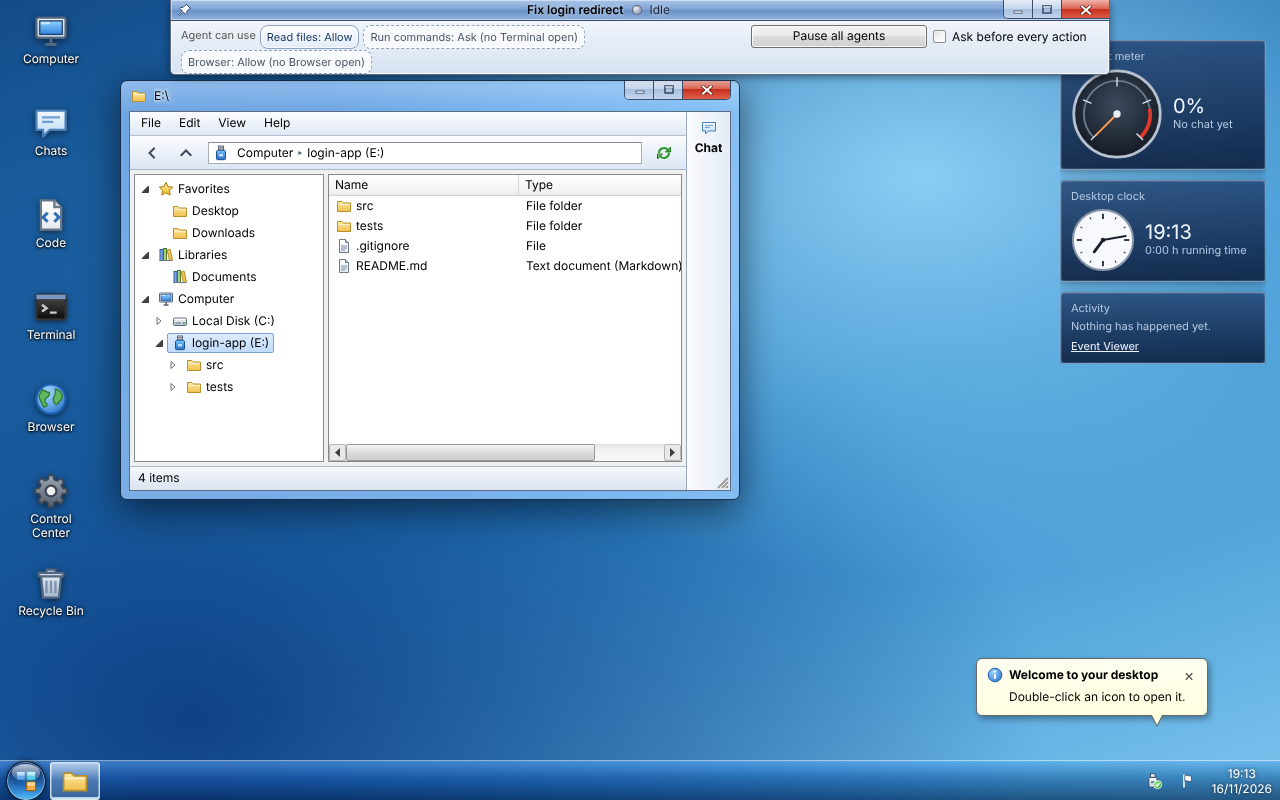 Fix login redirect
Idle
Agent can use
Read files: Allow
Run commands: Ask (no Terminal open)
Browser: Allow (no Browser open)
Pause all agents
Ask before every action
Computer
Chats
Code
Terminal
Browser
Control
Center
Recycle Bin
E:\
File
Edit
View
Help
Computer
login-app (E:)
Chat
Favorites
Desktop
Downloads
Libraries
Documents
Computer
Local Disk (C:)
login-app (E:)
src
tests
Name
Type
src
File folder
tests
File folder
.gitignore
File
README.md
Text document (Markdown)
4 items
meter
0%
No chat yet
Desktop clock
19:13
0:00 h running time
Activity
Nothing has happened yet.
Event Viewer
Welcome to your desktop
Double-click an icon to open it.
19:13
16/11/2026